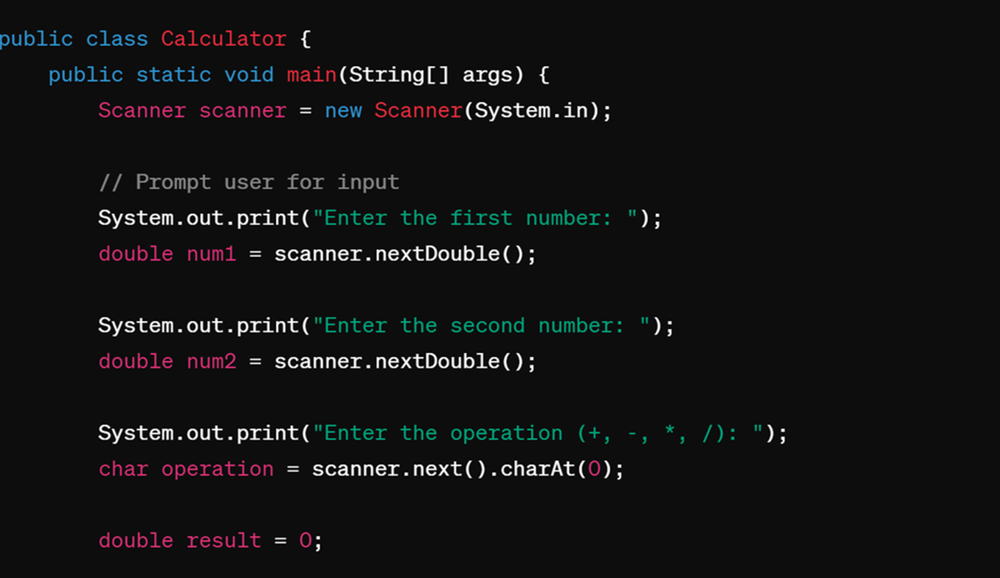 public class Calculator {
    public static void main(String[] args) {
        Scanner scanner = new Scanner(System.in);
        // Prompt user for input
        System.out.print("Enter the first number: ");
        double num1 = scanner.nextDouble();
        System.out.print("Enter the second number: ");
        double num2 = scanner.nextDouble();
        System.out.print("Enter the operation (+, -, *, /): ");
        char operation = scanner.next().charAt(0);
        double result = 0;